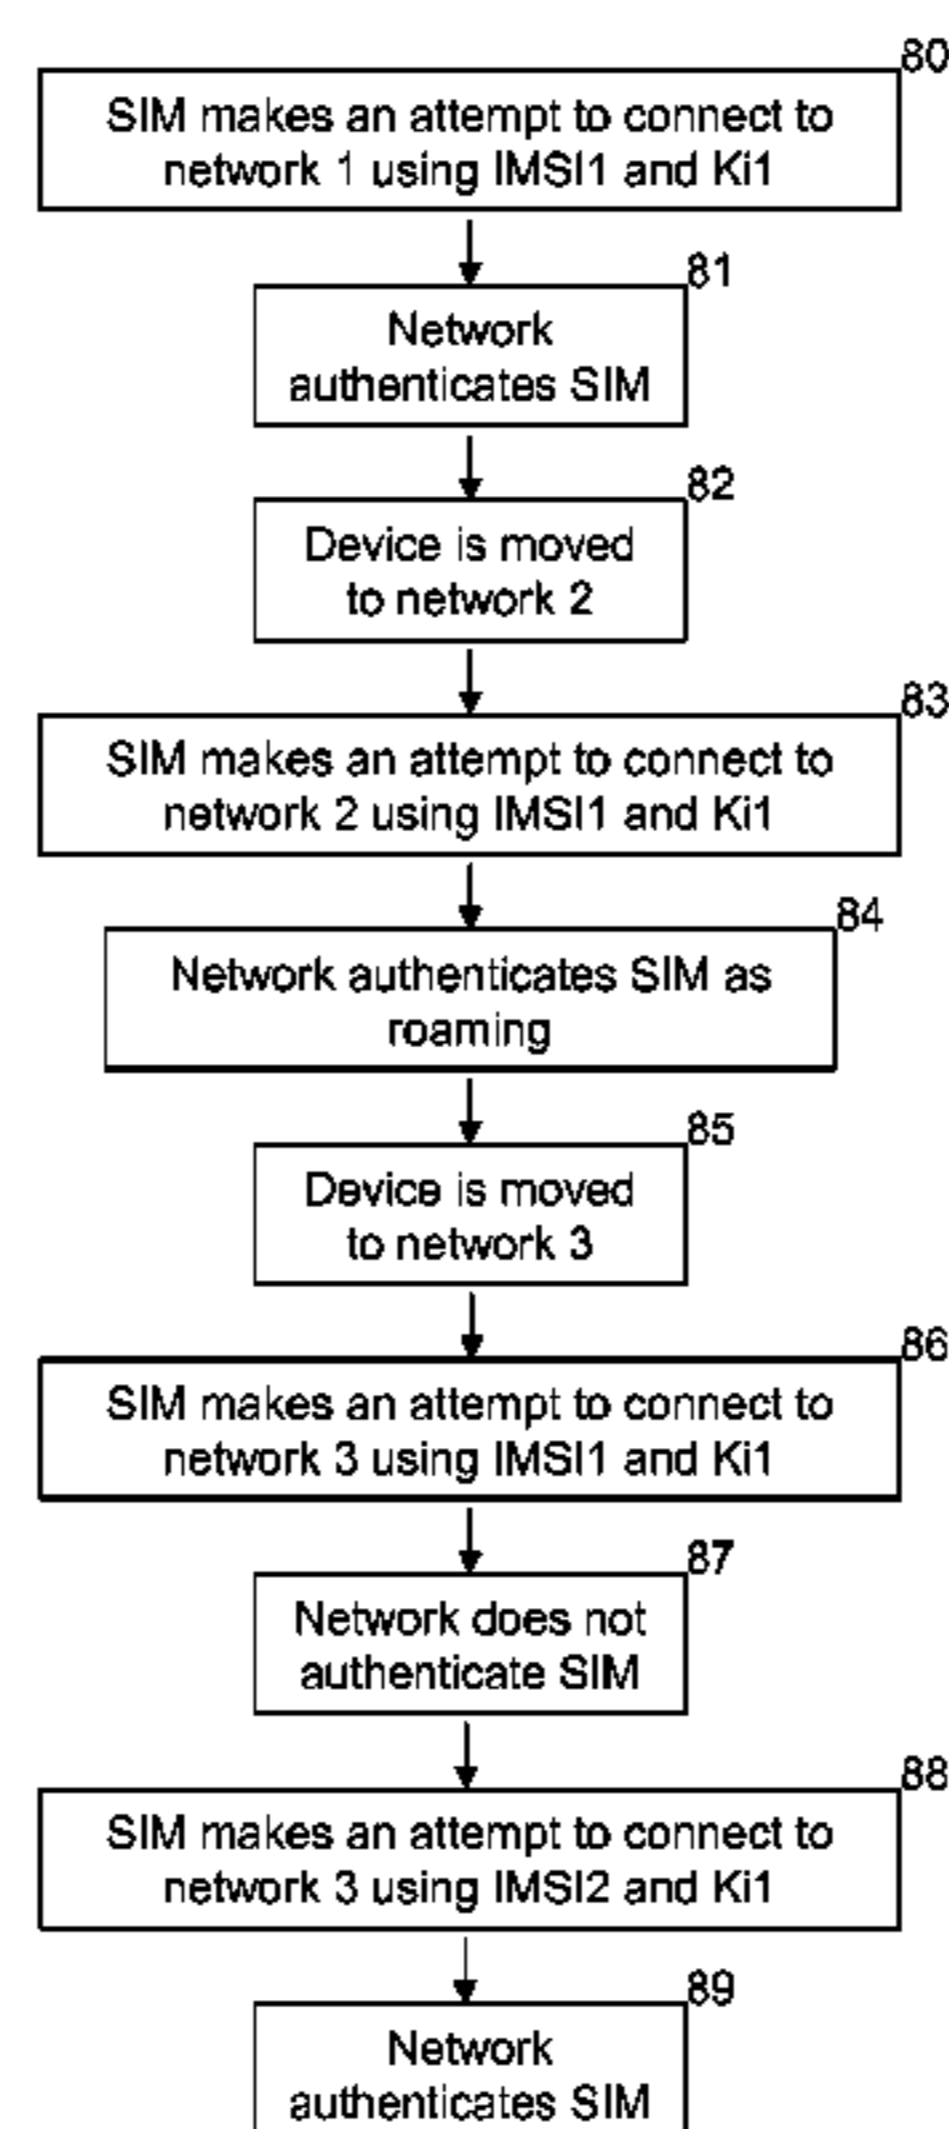 80
SIM makes an attempt to connect to
network 1 using IMSI1 and Ki1
81
Network
authenticates SIM
82
Device is moved
to network 2
83
SIM makes an attempt to connect to
network 2 using IMSI1 and Ki1
84
Network authenticates SIM as
roaming
85
Device is moved
to network 3
86
SIM makes an attempt to connect to
network 3 using IMSI1 and Ki1
87
Network does not
authenticate SIM
88
SIM makes an attempt to connect to
network 3 using IMSI2 and Ki1
89
Network
authenticates SIM